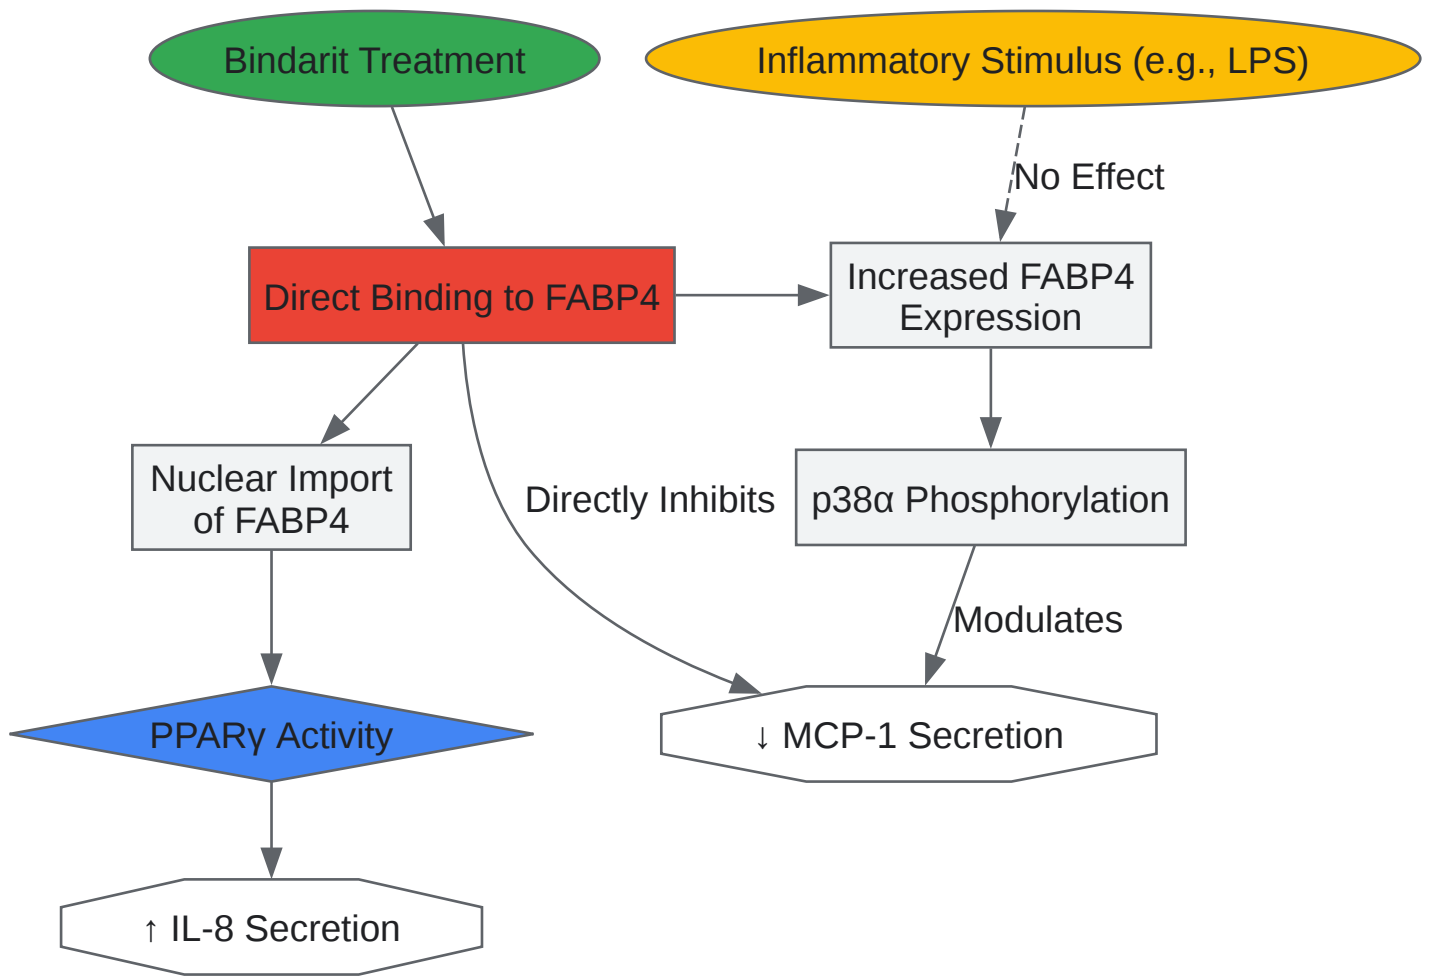 Bindarit Treatment
Inflammatory Stimulus (e.g., LPS)
No Effect
Direct Binding to FABP4
Increased FABP4
Expression
Nuclear Import
of FABP4
Directly Inhibits
p38α Phosphorylation
Modulates
PPARγ Activity
↓ MCP-1 Secretion
↑ IL-8 Secretion